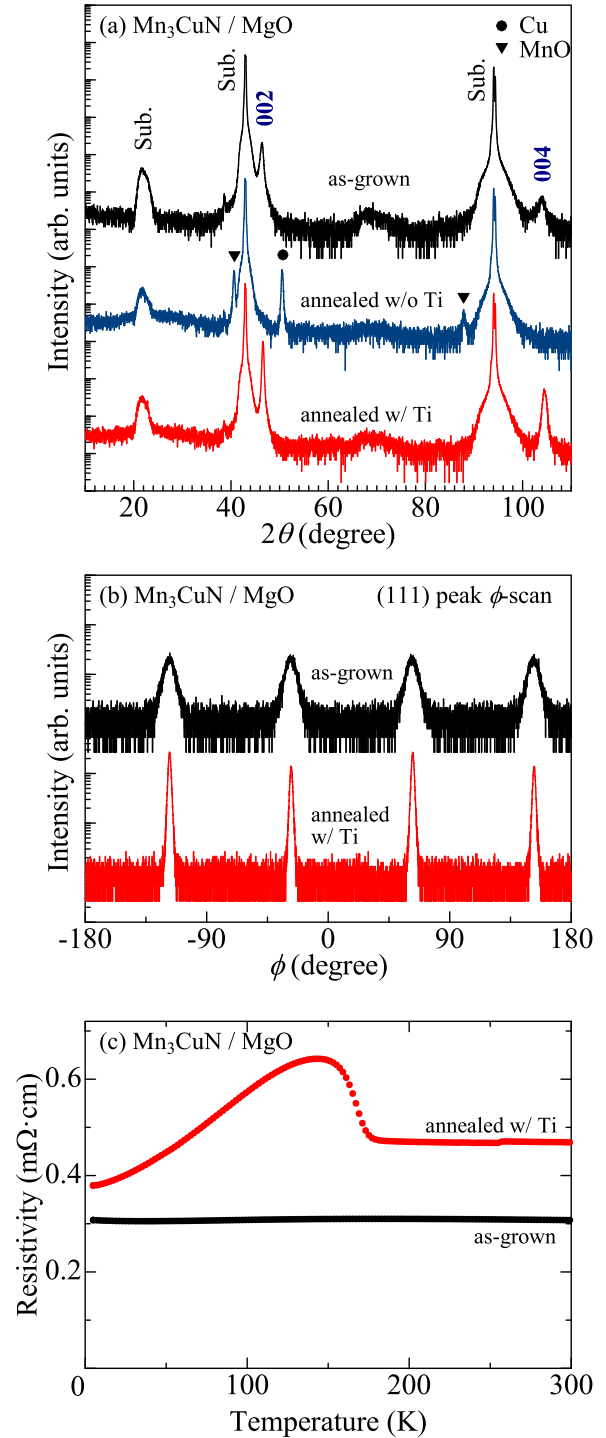 (a) Mn₃CuN / MgO
● Cu
▼ MnO
Sub.
Sub.
002
Sub.
004
as-grown
annealed w/o Ti
annealed w/ Ti
Intensity (arb. units)
20 40 60 80 100
2θ (degree)
(b) Mn₃CuN / MgO (111) peak ϕ-scan
as-grown
annealed
w/ Ti
Intensity (arb. units)
-180 -90 0 90 180
ϕ (degree)
(c) Mn₃CuN / MgO
0.6
annealed w/ Ti
0.4
as-grown
0.2
Resistivity (mΩ·cm)
0 100 200 300
Temperature (K)